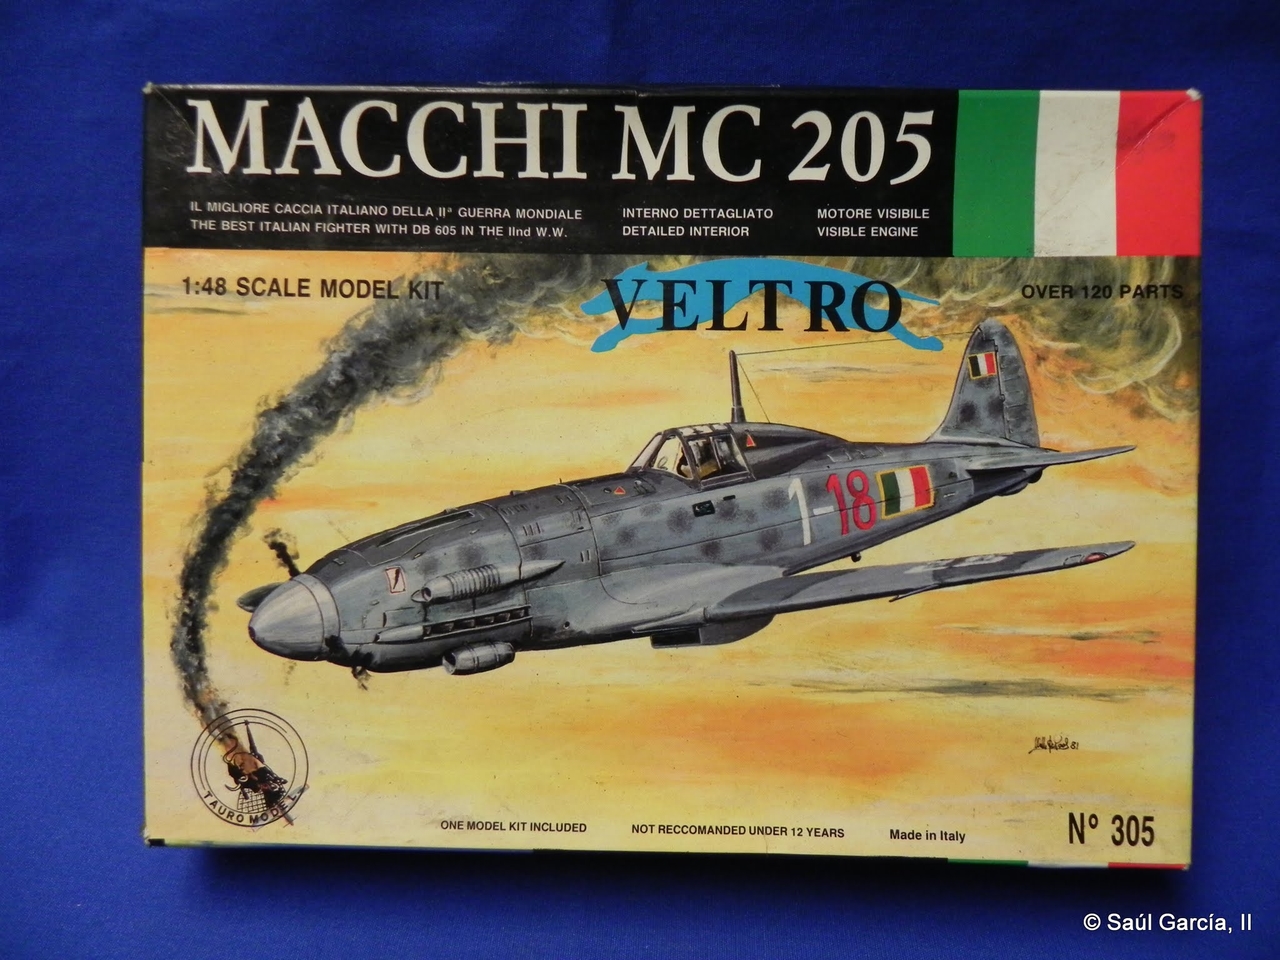 MACCHI MC 205
IL MIGLIORE CACCIA ITALIANO DELLA IIª GUERRA MONDIALE
THE BEST ITALIAN FIGHTER WITH DB 605 IN THE IInd W.W.
INTERNO DETTAGLIATO
DETAILED INTERIOR
MOTORE VISIBILE
VISIBLE ENGINE
1:48 SCALE MODEL KIT
VELTRO
OVER 120 PARTS
1-18
TAURO MODEL
81
ONE MODEL KIT INCLUDED
NOT RECCOMANDED UNDER 12 YEARS
Made in Italy
Nº 305
© Saúl García, II